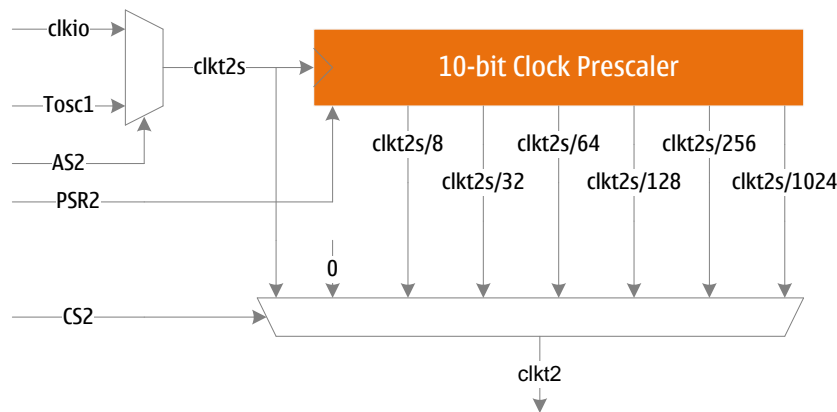 clkio
clkt2s
10-bit Clock Prescaler
Tosc1
clkt2s/8
clkt2s/64
clkt2s/256
AS2
clkt2s/32
clkt2s/128
clkt2s/1024
PSR2
0
CS2
clkt2